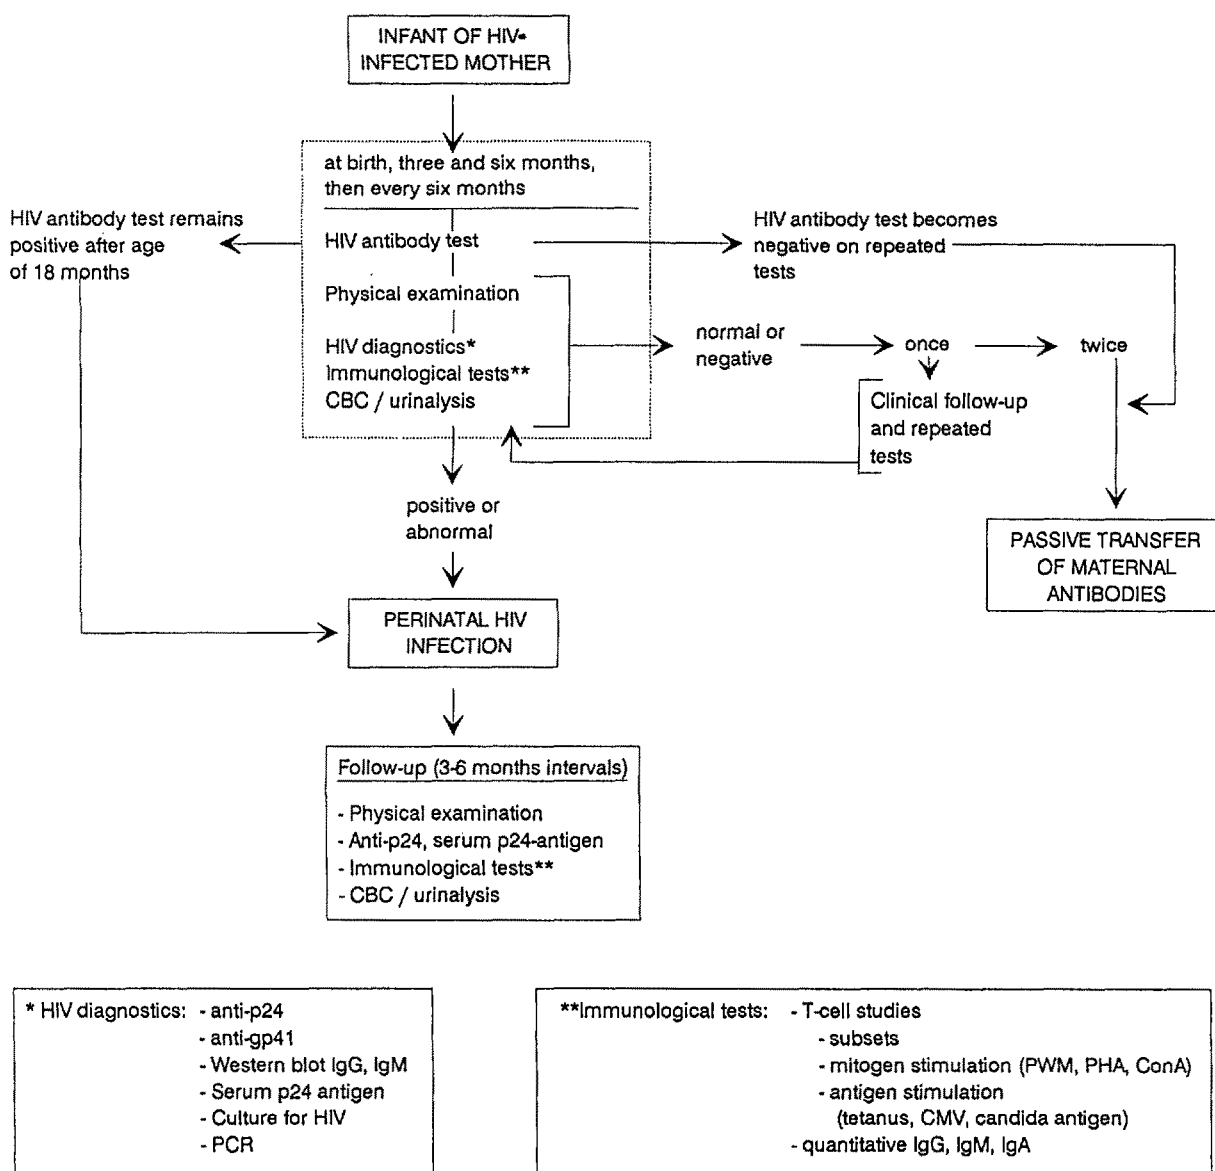 INFANT OF HIV-
INFECTED MOTHER
at birth, three and six months,
then every six months
HIV antibody test remains
positive after age
of 18 months
HIV antibody test
HIV antibody test becomes
negative on repeated
tests
Physical examination
HIV diagnostics*
Immunological tests**
CBC / urinalysis
normal or
negative
once
twice
Clinical follow-up
and repeated
tests
positive or
abnormal
PASSIVE TRANSFER
OF MATERNAL
ANTIBODIES
PERINATAL HIV
INFECTION
Follow-up (3-6 months intervals)
- Physical examination
- Anti-p24, serum p24-antigen
- Immunological tests**
- CBC / urinalysis
* HIV diagnostics: - anti-p24
- anti-gp41
- Western blot IgG, IgM
- Serum p24 antigen
- Culture for HIV
- PCR
**Immunological tests: - T-cell studies
- subsets
- mitogen stimulation (PWM, PHA, ConA)
- antigen stimulation
(tetanus, CMV, candida antigen)
- quantitative IgG, IgM, IgA